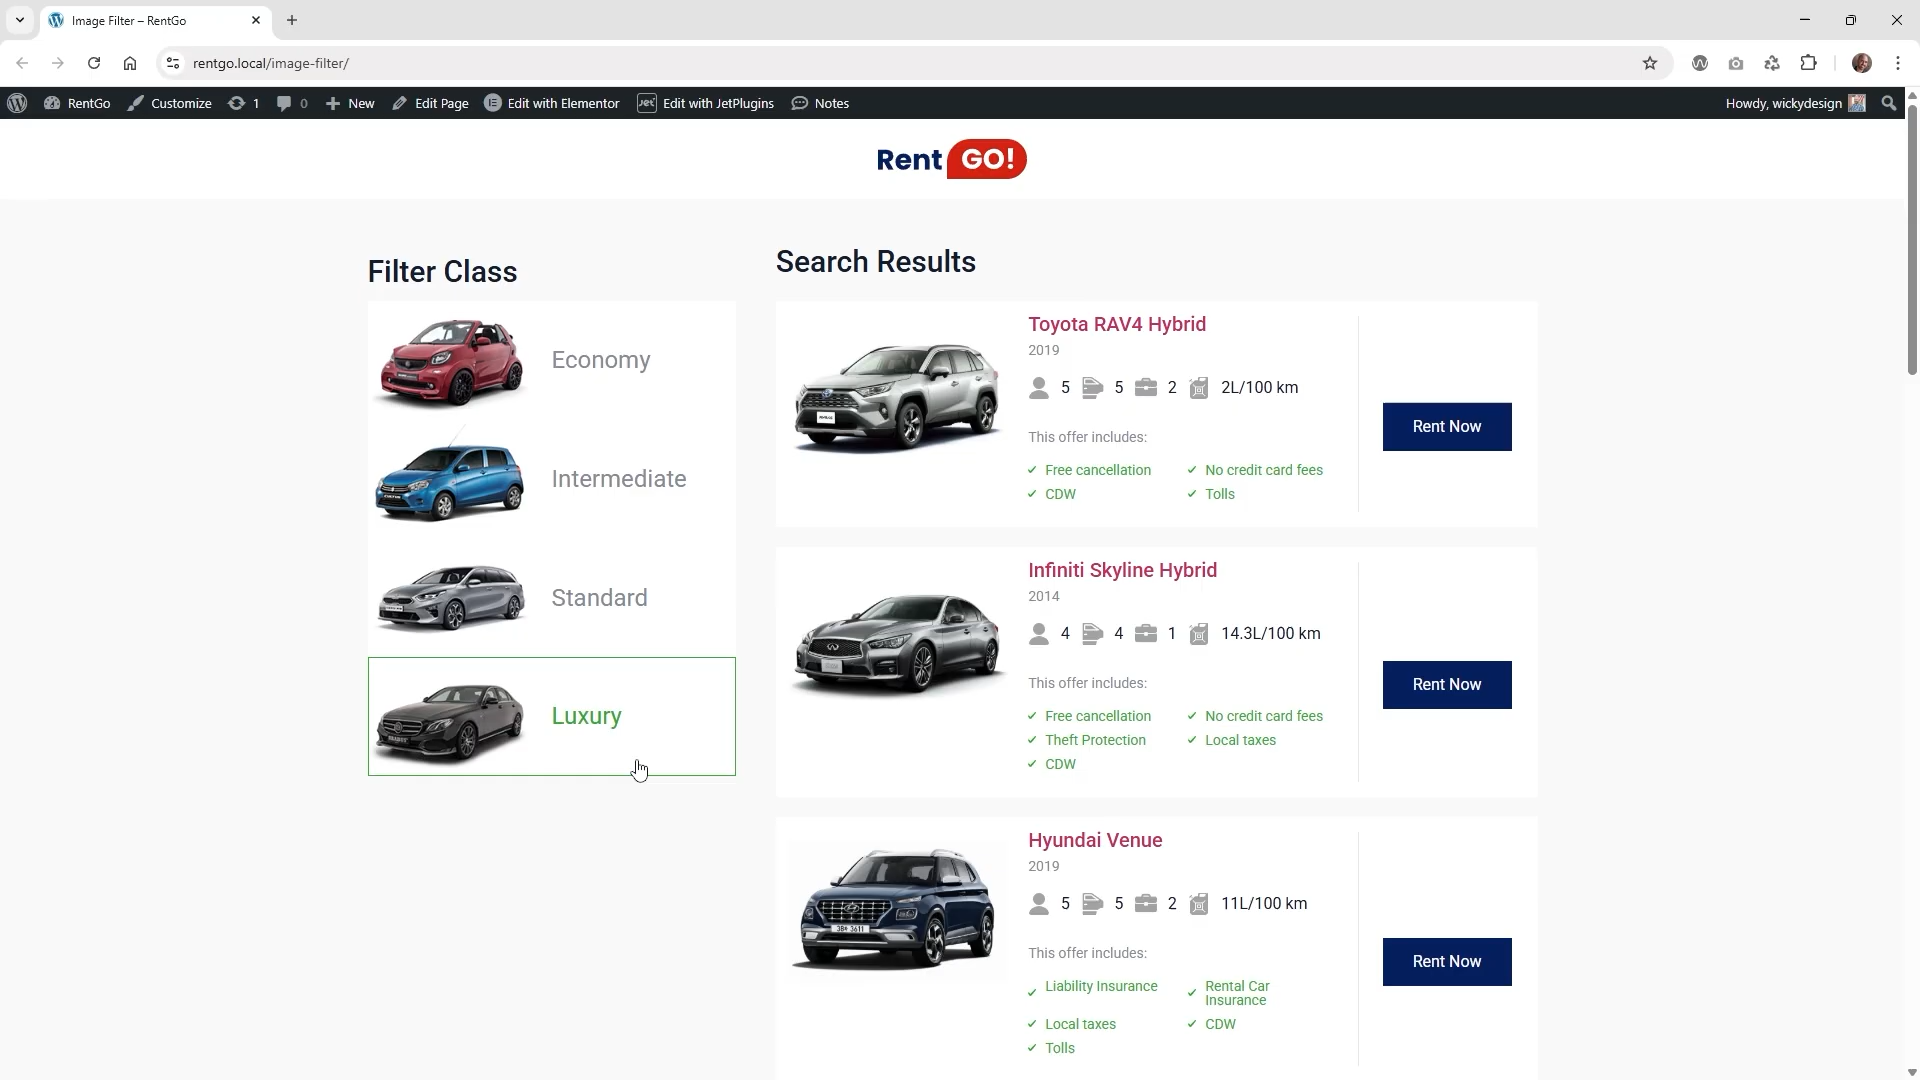 Image Filter – RentGo
rentgo.local/image-filter/
RentGo
Customize
1
0
New
Edit Page
Edit with Elementor
Jet Edit with JetPlugins
Notes
Howdy, wickydesign
Rent GO!
Filter Class
Economy
Intermediate
Standard
Luxury
Search Results
Toyota RAV4 Hybrid
2019
5 5 2 2L/100 km
This offer includes:
Free cancellation No credit card fees
CDW Tolls
Rent Now
Infiniti Skyline Hybrid
2014
4 4 1 14.3L/100 km
This offer includes:
Free cancellation No credit card fees
Theft Protection Local taxes
CDW
Rent Now
Hyundai Venue
2019
5 5 2 11L/100 km
This offer includes:
Liability Insurance Rental Car
Insurance
Local taxes CDW
Tolls
Rent Now